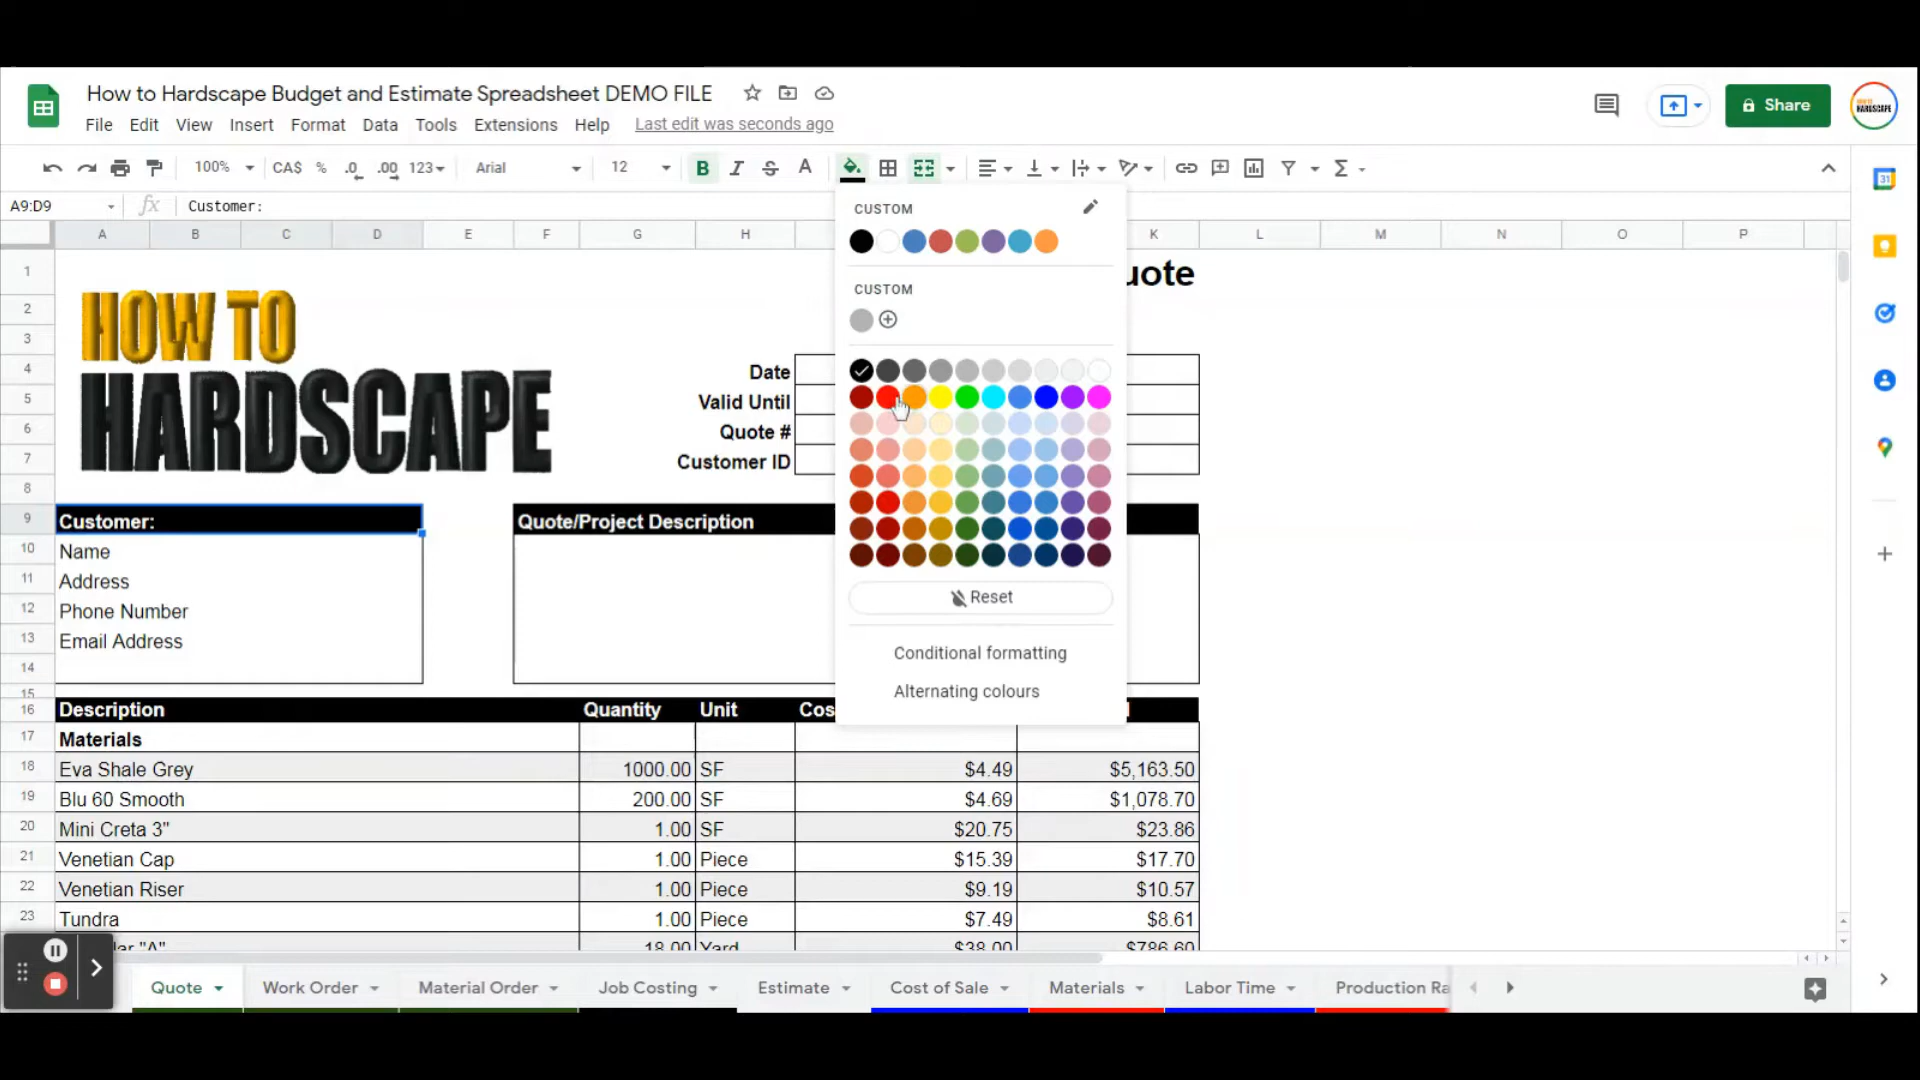 How to Hardscape Budget and Estimate Spreadsheet DEMO FILE
File Edit View Insert Format Data Tools Extensions Help Last edit was seconds ago
Share
HOW TO
HARDSCAPE
100% CA$ % .0 .00 123 Arial 12 B I S A Σ
31
A9:D9 fx Customer:
A B C D E F G H K L M N O P
CUSTOM
CUSTOM
1 uote
2
3
4 Date
5 Valid Until
6 Quote #
7 Customer ID
8
HOW TO
HARDSCAPE
9 Customer: Quote/Project Description
10 Name
11 Address
12 Phone Number
13 Email Address
14
15
Reset
Conditional formatting
Alternating colours
16 Description Quantity Unit Cos
17 Materials
18 Eva Shale Grey 1000.00 SF $4.49 $5,163.50
19 Blu 60 Smooth 200.00 SF $4.69 $1,078.70
20 Mini Creta 3" 1.00 SF $20.75 $23.86
21 Venetian Cap 1.00 Piece $15.39 $17.70
22 Venetian Riser 1.00 Piece $9.19 $10.57
23 Tundra 1.00 Piece $7.49 $8.61
lar "A" 18.00 Yard $38.00 $786.60
Quote Work Order Material Order Job Costing Estimate Cost of Sale Materials Labor Time Production Ra